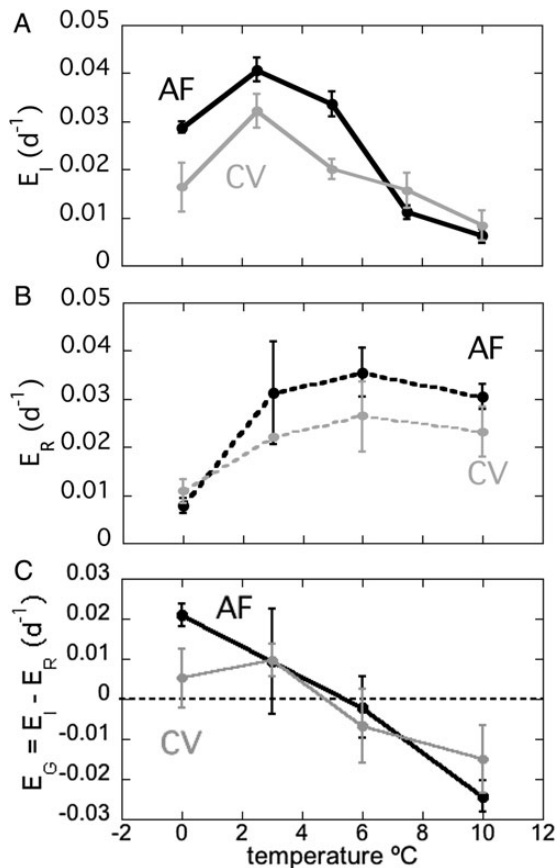 A
0.05
0.04
0.03
0.02
0.01
0
E_I (d⁻¹)
AF
CV
B
0.05
0.04
0.03
0.02
0.01
0
E_R (d⁻¹)
AF
CV
C
0.03
0.02
0.01
0
-0.01
-0.02
-0.03
E_G = E_I - E_R (d⁻¹)
AF
CV
-2 0 2 4 6 8 10 12
temperature ºC